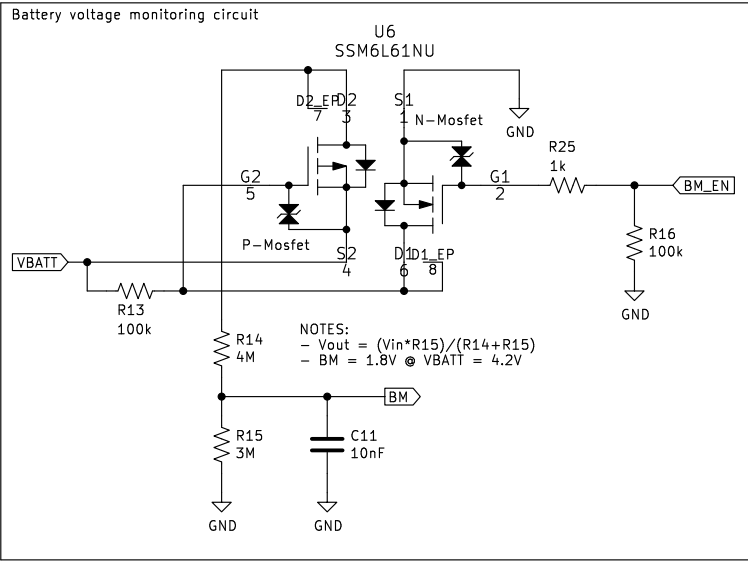 Battery voltage monitoring circuit
U6
SSM6L61NU
D2_EP
7
D2
3
S1
1
N-Mosfet
GND
R25
1k
G2
5
G1
2
BM_EN
P-Mosfet
R16
100k
VBATT
S2
4
D1
6
D1_EP
8
GND
R13
100k
R14
4M
NOTES:
- Vout = (Vin*R15)/(R14+R15)
- BM = 1.8V @ VBATT = 4.2V
BM
R15
3M
C11
10nF
GND
GND